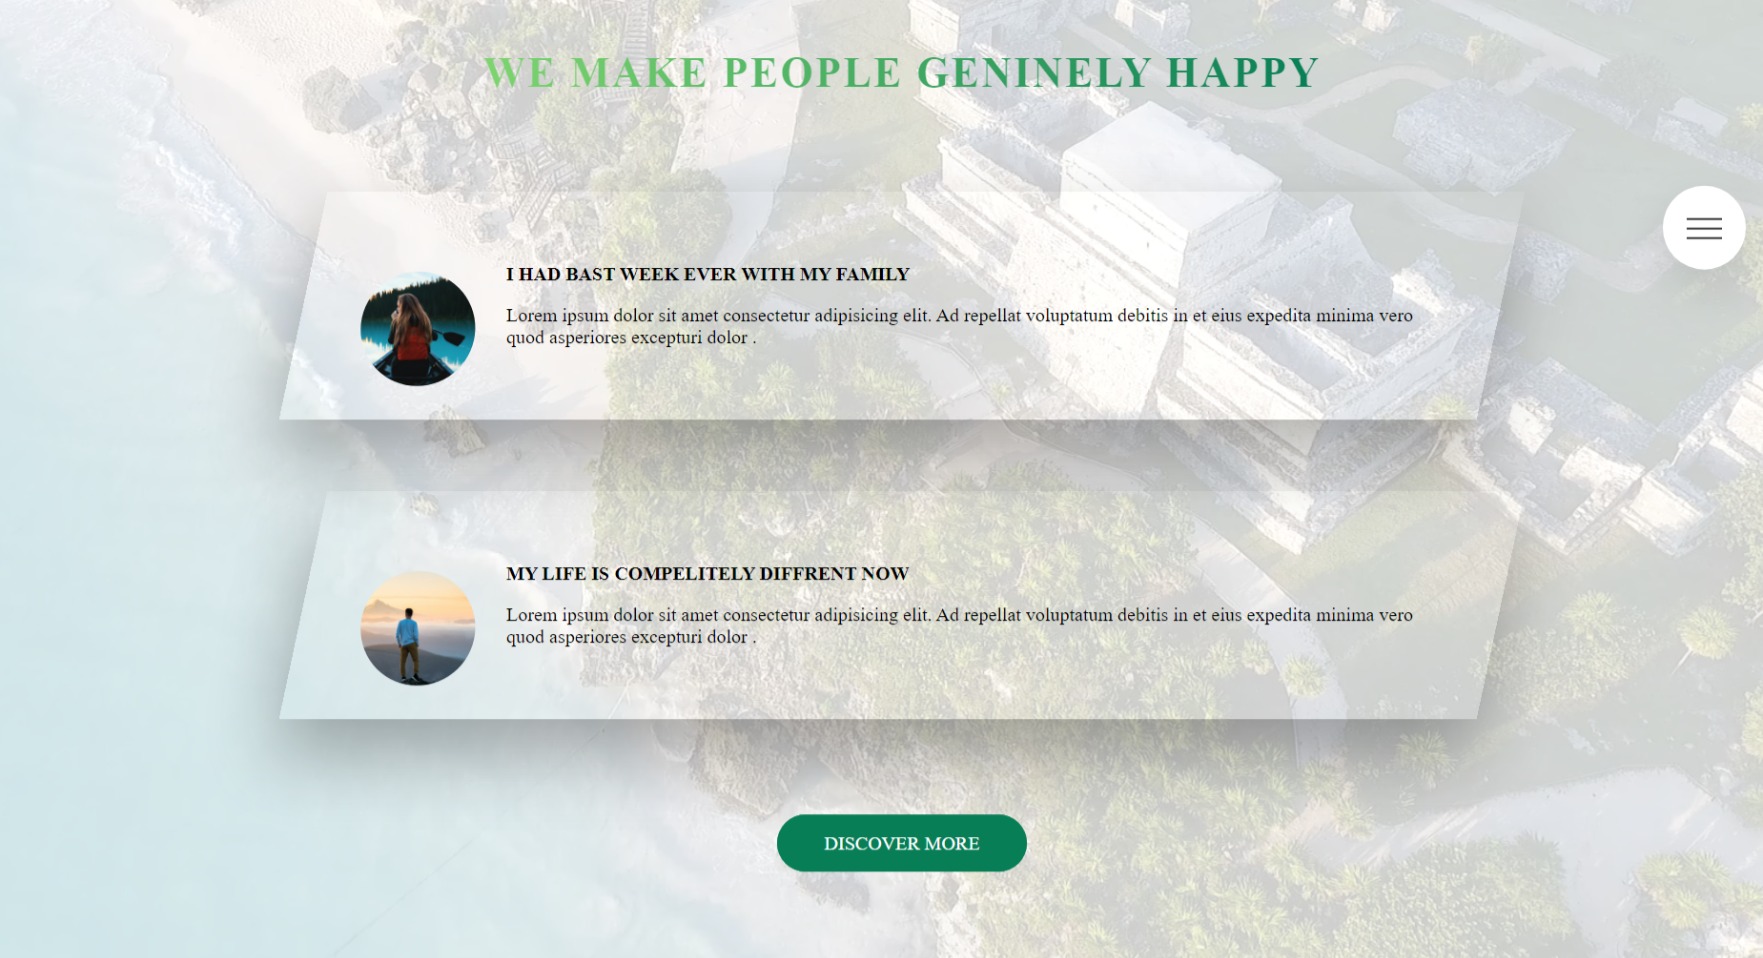 WE MAKE PEOPLE GENINELY HAPPY
I HAD BAST WEEK EVER WITH MY FAMILY
Lorem ipsum dolor sit amet consectetur adipisicing elit. Ad repellat voluptatum debitis in et eius expedita minima vero
quod asperiores excepturi dolor .
MY LIFE IS COMPELITELY DIFFRENT NOW
Lorem ipsum dolor sit amet consectetur adipisicing elit. Ad repellat voluptatum debitis in et eius expedita minima vero
quod asperiores excepturi dolor .
DISCOVER MORE